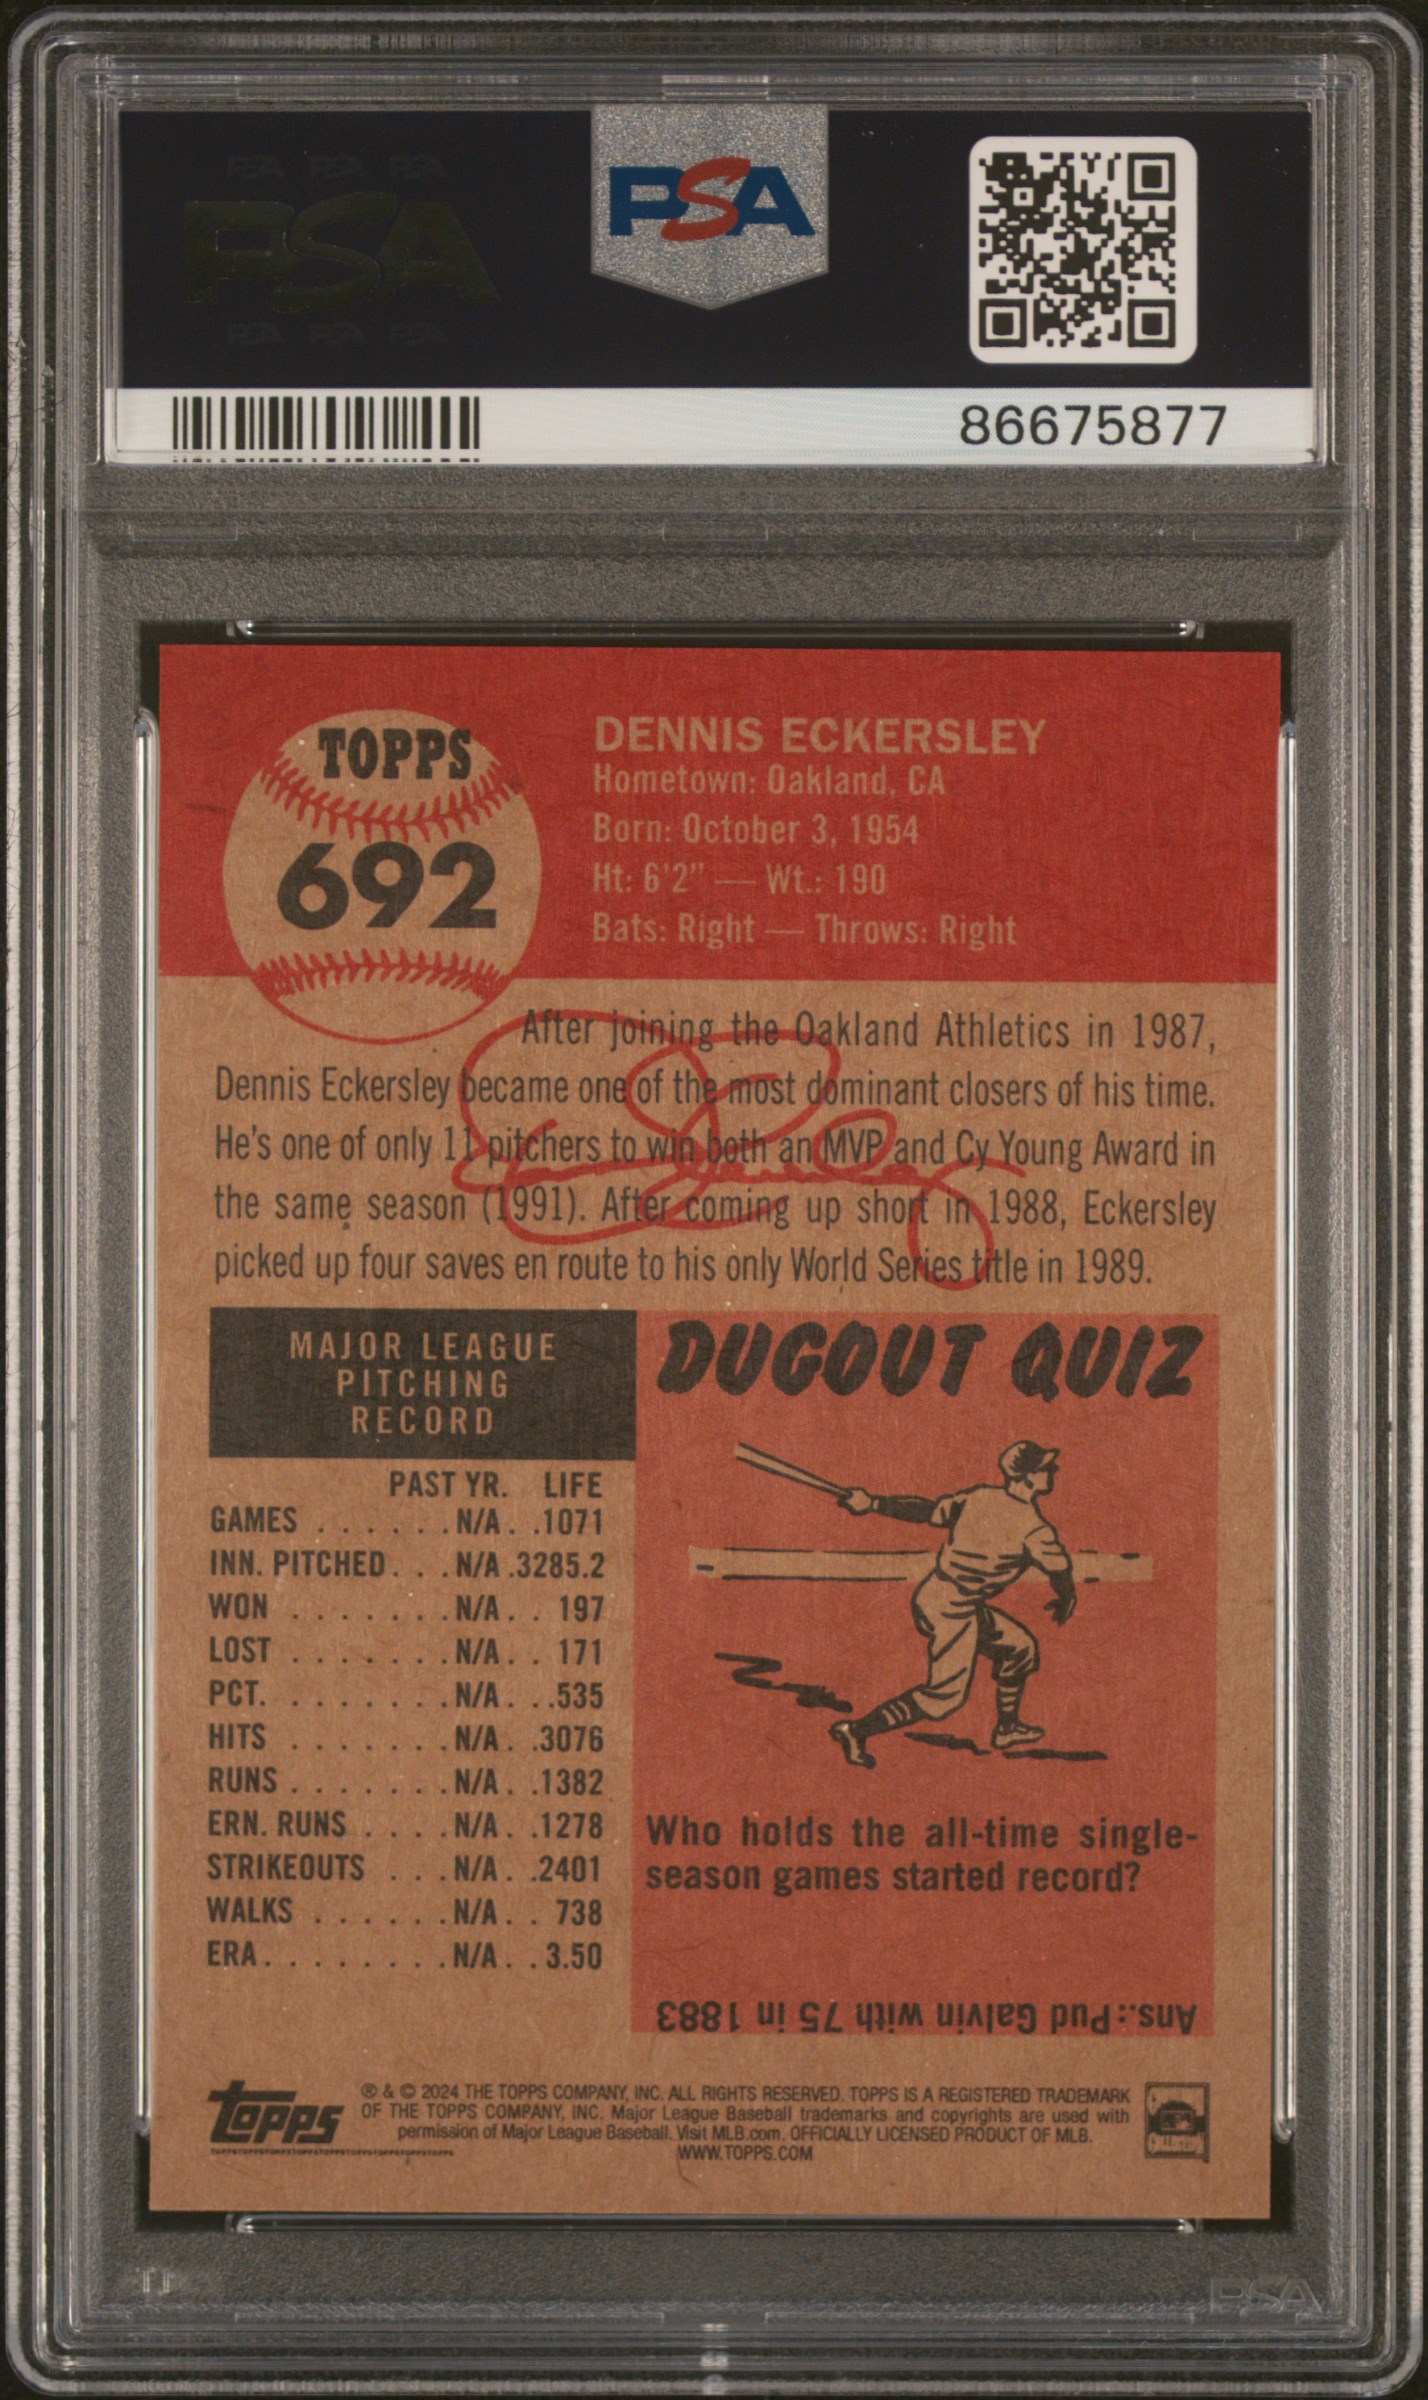 PSA PSA PSA
PSA
PSA PSA PSA
PSA
86675877
TOPPS
692
DENNIS ECKERSLEY
Hometown: Oakland, CA
Born: October 3, 1954
Ht: 6'2" — Wt.: 190
Bats: Right — Throws: Right
After joining the Oakland Athletics in 1987,
Dennis Eckersley became one of the most dominant closers of his time.
He's one of only 11 pitchers to win both an MVP and Cy Young Award in
the same season (1991). After coming up short in 1988, Eckersley
picked up four saves en route to his only World Series title in 1989.
MAJOR LEAGUE
PITCHING
RECORD
PAST YR. LIFE
GAMES . . . . . . N/A . .1071
INN. PITCHED . . . N/A .3285.2
WON . . . . . . . N/A . . 197
LOST . . . . . . . N/A . . 171
PCT. . . . . . . . N/A . . .535
HITS . . . . . . . N/A . .3076
RUNS . . . . . . . N/A . .1382
ERN. RUNS . . . . N/A . .1278
STRIKEOUTS . . . N/A . .2401
WALKS . . . . . . N/A . . 738
ERA . . . . . . . . N/A . . 3.50
DUGOUT QUIZ
Who holds the all-time single-
season games started record?
Ans.: Pud Galvin with 75 in 1883
topps
® & © 2024 THE TOPPS COMPANY, INC. ALL RIGHTS RESERVED. TOPPS IS A REGISTERED TRADEMARK
OF THE TOPPS COMPANY, INC. Major League Baseball trademarks and copyrights are used with
permission of Major League Baseball. Visit MLB.com. OFFICIALLY LICENSED PRODUCT OF MLB.
WWW.TOPPS.COM
PSA